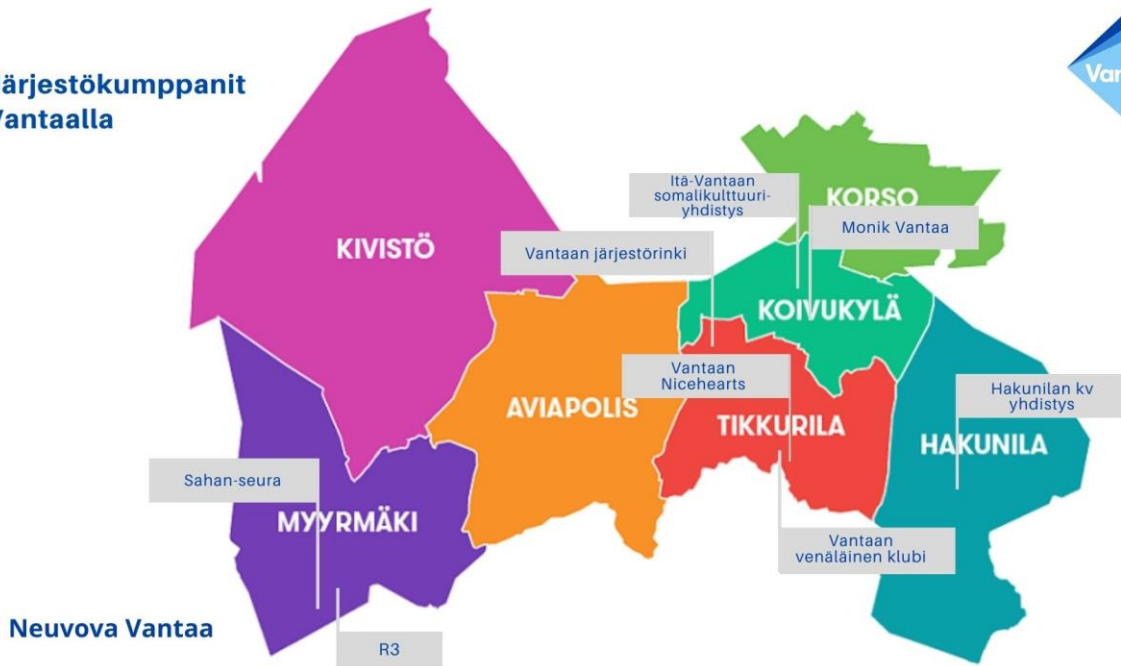 ärjestökumppanit
Vantaalla
Van
KIVISTÖ
KORSO
Itä-Vantaan
somalikulttuuri-
yhdistys
Monik Vantaa
Vantaan järjestörinki
KOIVUKYLÄ
Vantaan
Nicehearts
AVIAPOLIS
TIKKURILA
Hakunilan kv
yhdistys
HAKUNILA
Sahan-seura
MYYRMÄKI
Vantaan
venäläinen klubi
Neuvova Vantaa
R3